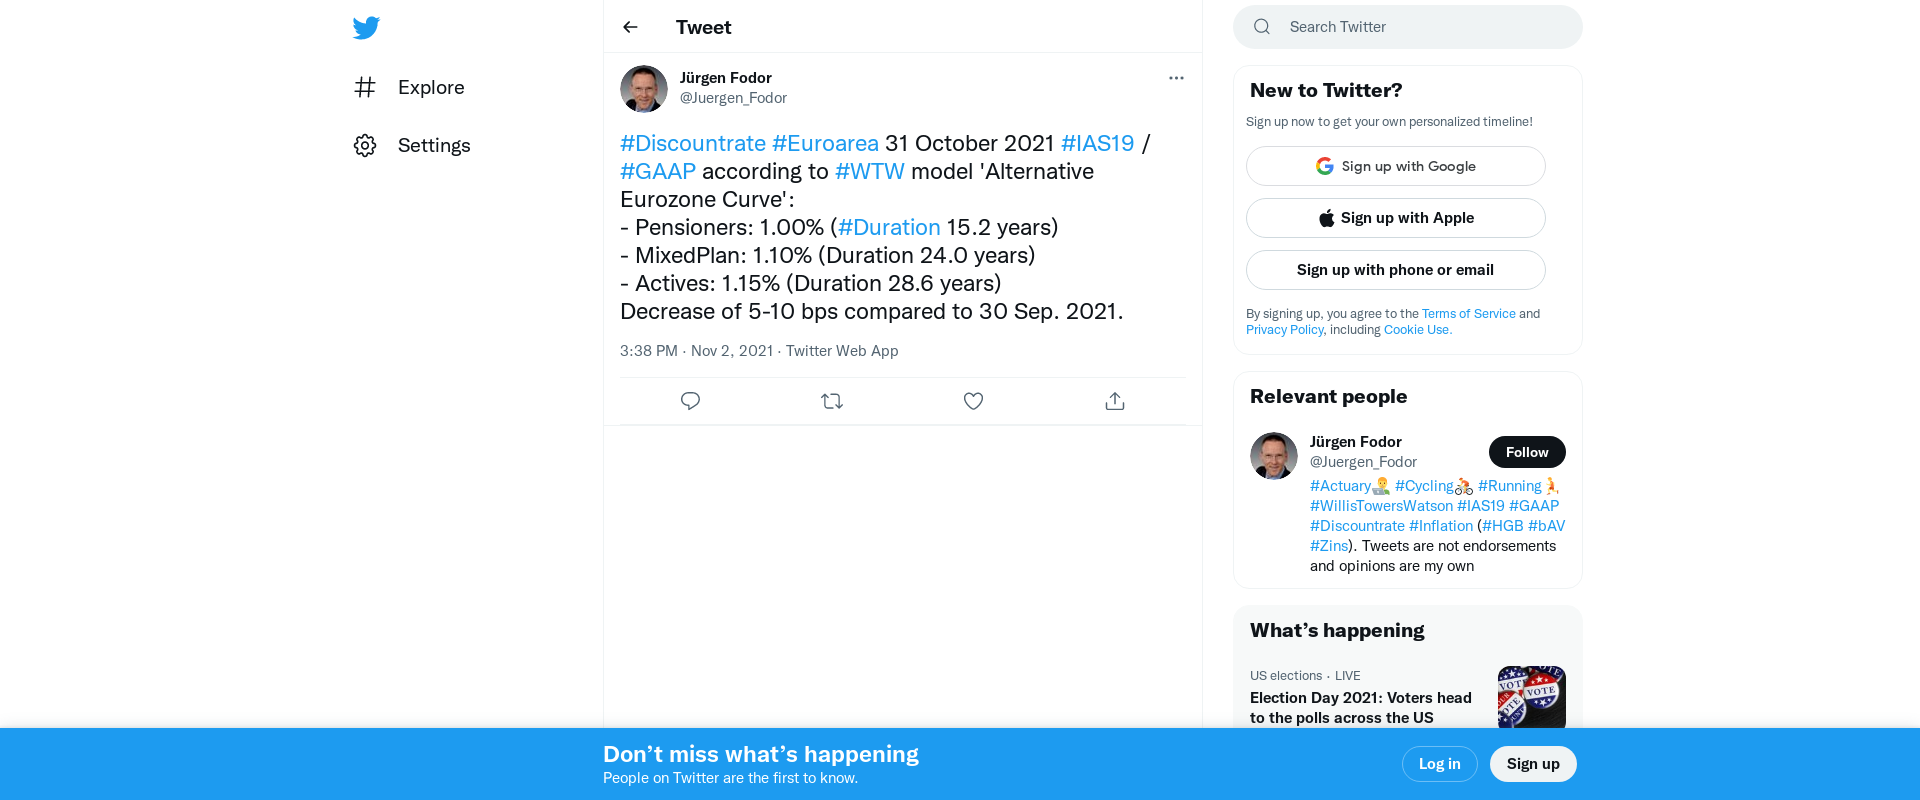 Explore
Settings
Tweet
Jürgen Fodor
@Juergen_Fodor
#Discountrate #Euroarea 31 October 2021 #IAS19 /
#GAAP according to #WTW model 'Alternative
Eurozone Curve':
- Pensioners: 1.00% (#Duration 15.2 years)
- MixedPlan: 1.10% (Duration 24.0 years)
- Actives: 1.15% (Duration 28.6 years)
Decrease of 5-10 bps compared to 30 Sep. 2021.
3:38 PM · Nov 2, 2021 · Twitter Web App
Search Twitter
New to Twitter?
Sign up now to get your own personalized timeline!
Sign up with Google
Sign up with Apple
Sign up with phone or email
By signing up, you agree to the Terms of Service and
Privacy Policy, including Cookie Use.
Relevant people
Jürgen Fodor
@Juergen_Fodor
Follow
#Actuary #Cycling #Running
#WillisTowersWatson #IAS19 #GAAP
#Discountrate #Inflation (#HGB #bAV
#Zins). Tweets are not endorsements
and opinions are my own
What's happening
US elections · LIVE
Election Day 2021: Voters head
to the polls across the US
VOTE
VOTE
VOTE
Don't miss what's happening
People on Twitter are the first to know.
Log in
Sign up